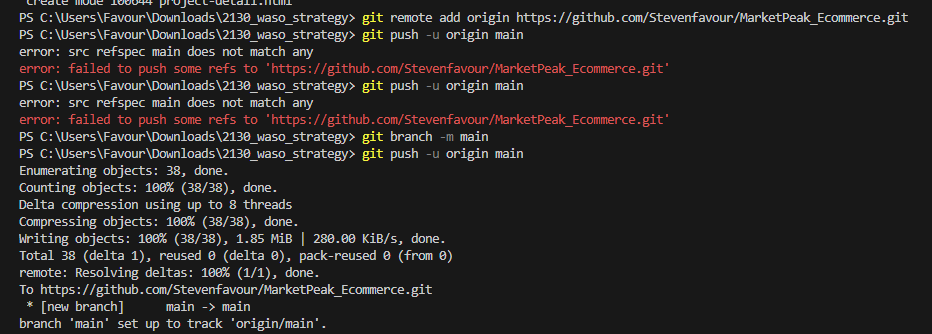 create mode 100644 project-detail.html
PS C:\Users\Favour\Downloads\2130_waso_strategy> git remote add origin https://github.com/Stevenfavour/MarketPeak_Ecommerce.git
PS C:\Users\Favour\Downloads\2130_waso_strategy> git push -u origin main
error: src refspec main does not match any
error: failed to push some refs to 'https://github.com/Stevenfavour/MarketPeak_Ecommerce.git'
PS C:\Users\Favour\Downloads\2130_waso_strategy> git push -u origin main
error: src refspec main does not match any
error: failed to push some refs to 'https://github.com/Stevenfavour/MarketPeak_Ecommerce.git'
PS C:\Users\Favour\Downloads\2130_waso_strategy> git branch -m main
PS C:\Users\Favour\Downloads\2130_waso_strategy> git push -u origin main
Enumerating objects: 38, done.
Counting objects: 100% (38/38), done.
Delta compression using up to 8 threads
Compressing objects: 100% (38/38), done.
Writing objects: 100% (38/38), 1.85 MiB | 280.00 KiB/s, done.
Total 38 (delta 1), reused 0 (delta 0), pack-reused 0 (from 0)
remote: Resolving deltas: 100% (1/1), done.
To https://github.com/Stevenfavour/MarketPeak_Ecommerce.git
 * [new branch]      main -> main
branch 'main' set up to track 'origin/main'.